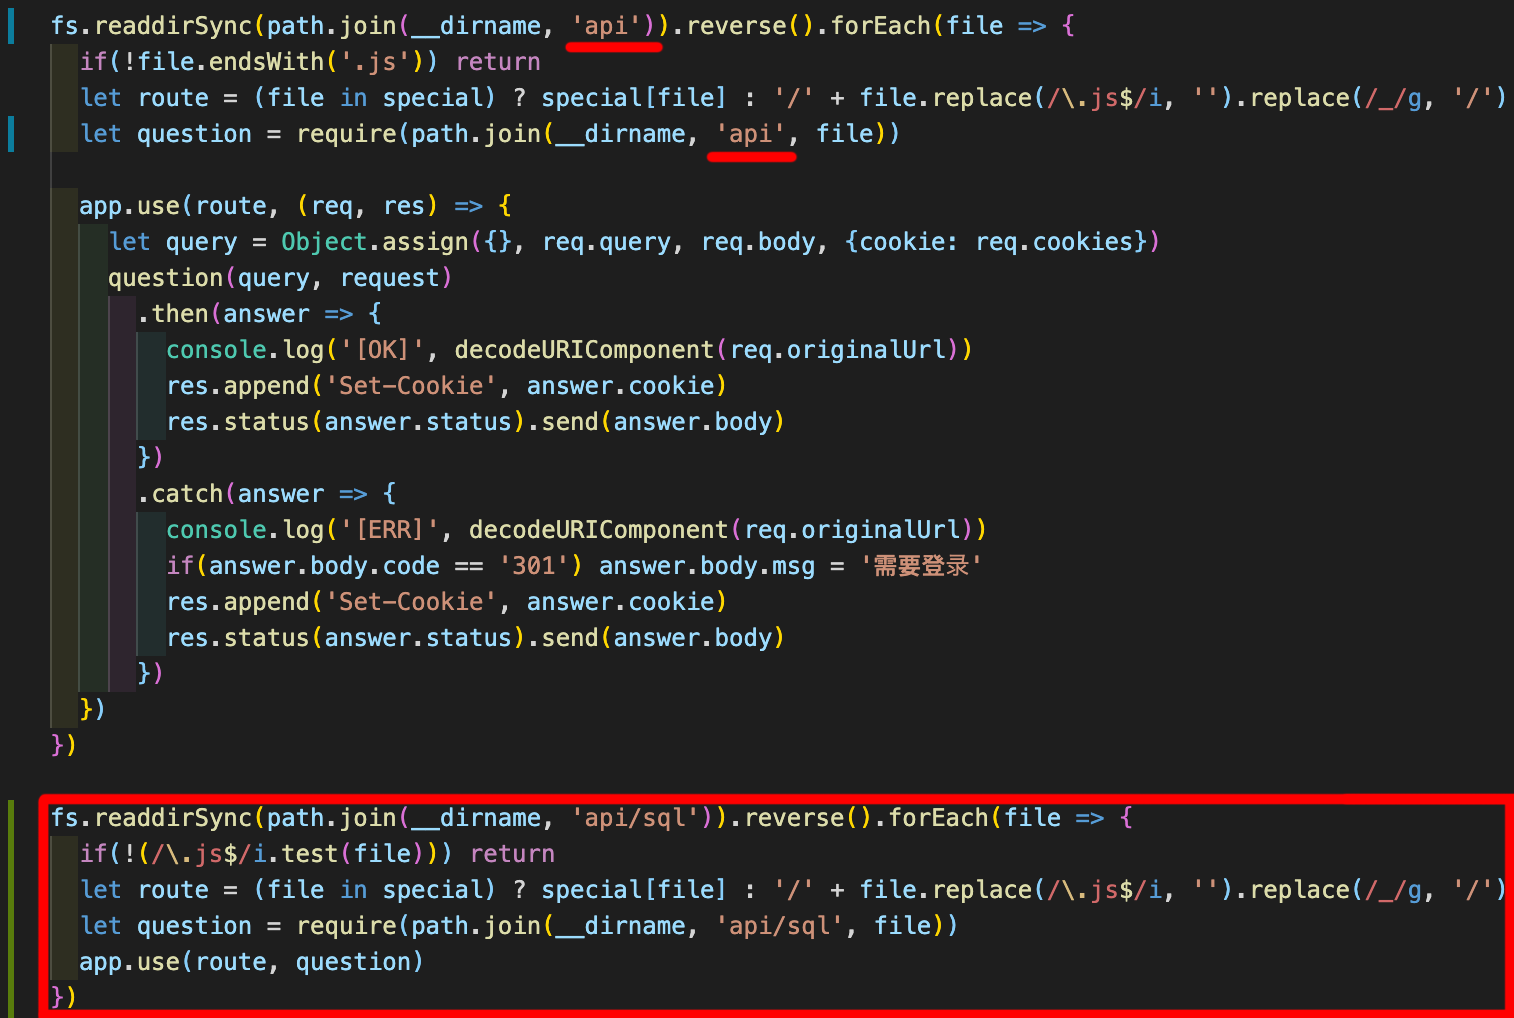 fs.readdirSync(path.join(__dirname, 'api')).reverse().forEach(file => {
if(!file.endsWith('.js')) return
let route = (file in special) ? special[file] : '/' + file.replace(/\.js$/i, '').replace(/_/g, '/')
let question = require(path.join(__dirname, 'api', file))
app.use(route, (req, res) => {
let query = Object.assign({}, req.query, req.body, {cookie: req.cookies})
question(query, request)
.then(answer => {
console.log('[OK]', decodeURIComponent(req.originalUrl))
res.append('Set-Cookie', answer.cookie)
res.status(answer.status).send(answer.body)
})
.catch(answer => {
console.log('[ERR]', decodeURIComponent(req.originalUrl))
if(answer.body.code == '301') answer.body.msg = '需要登录'
res.append('Set-Cookie', answer.cookie)
res.status(answer.status).send(answer.body)
})
})
})
fs.readdirSync(path.join(__dirname, 'api/sql')).reverse().forEach(file => {
if(!(/\.js$/i.test(file))) return
let route = (file in special) ? special[file] : '/' + file.replace(/\.js$/i, '').replace(/_/g, '/')
let question = require(path.join(__dirname, 'api/sql', file))
app.use(route, question)
})